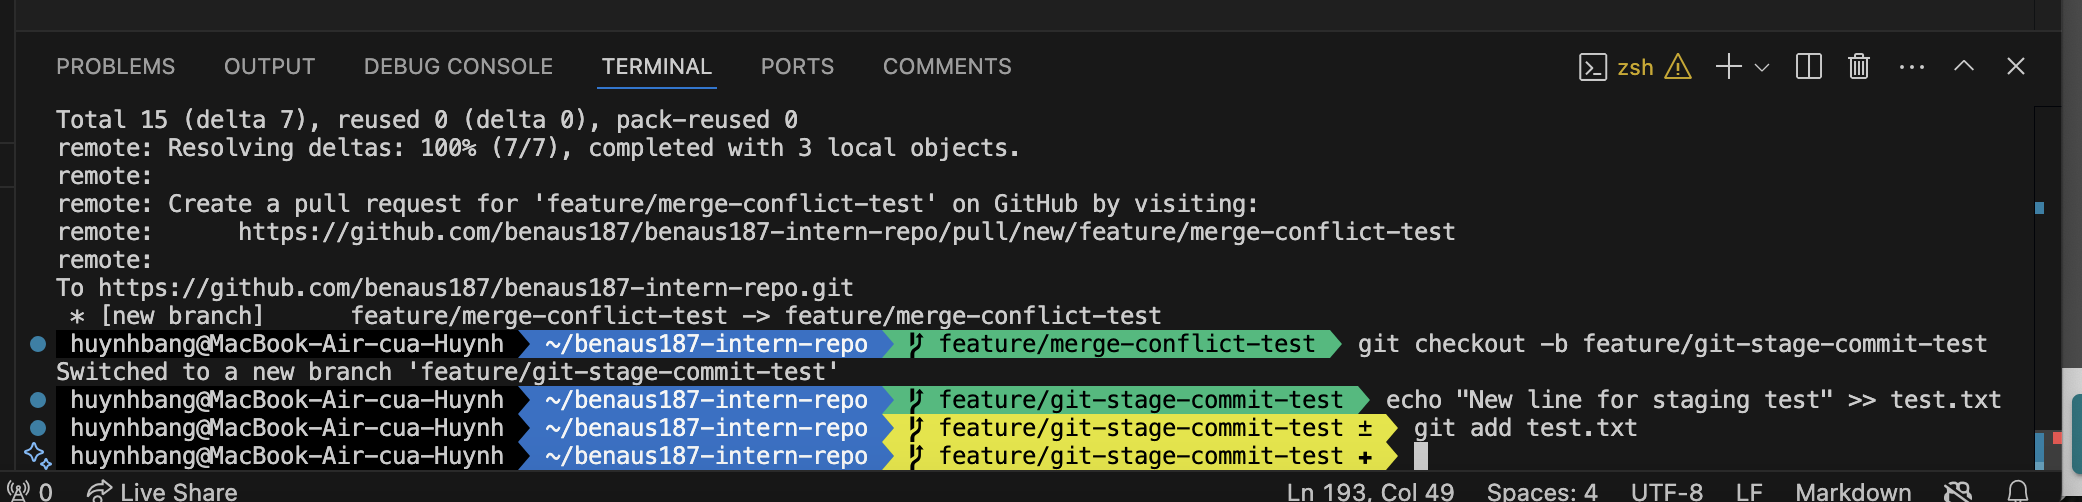 PROBLEMS OUTPUT DEBUG CONSOLE TERMINAL PORTS COMMENTS zsh
Total 15 (delta 7), reused 0 (delta 0), pack-reused 0
remote: Resolving deltas: 100% (7/7), completed with 3 local objects.
remote:
remote: Create a pull request for 'feature/merge-conflict-test' on GitHub by visiting:
remote:      https://github.com/benaus187/benaus187-intern-repo/pull/new/feature/merge-conflict-test
remote:
To https://github.com/benaus187/benaus187-intern-repo.git
 * [new branch]      feature/merge-conflict-test -> feature/merge-conflict-test
huynhbang@MacBook-Air-cua-Huynh ~/benaus187-intern-repo feature/merge-conflict-test git checkout -b feature/git-stage-commit-test
Switched to a new branch 'feature/git-stage-commit-test'
huynhbang@MacBook-Air-cua-Huynh ~/benaus187-intern-repo feature/git-stage-commit-test echo "New line for staging test" >> test.txt
huynhbang@MacBook-Air-cua-Huynh ~/benaus187-intern-repo feature/git-stage-commit-test ± git add test.txt
huynhbang@MacBook-Air-cua-Huynh ~/benaus187-intern-repo feature/git-stage-commit-test +
0 Live Share Ln 193, Col 49 Spaces: 4 UTF-8 LF Markdown